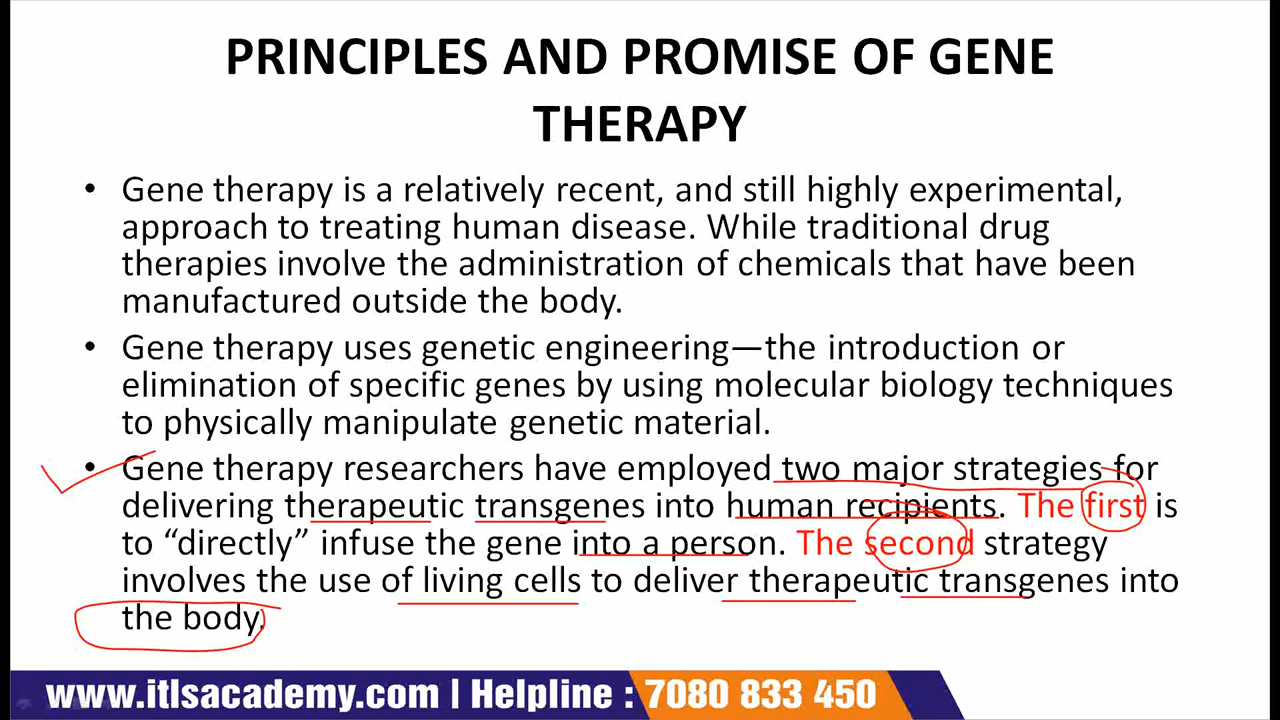 PRINCIPLES AND PROMISE OF GENE
THERAPY
• Gene therapy is a relatively recent, and still highly experimental,
approach to treating human disease. While traditional drug
therapies involve the administration of chemicals that have been
manufactured outside the body.
• Gene therapy uses genetic engineering—the introduction or
elimination of specific genes by using molecular biology techniques
to physically manipulate genetic material.
• Gene therapy researchers have employed two major strategies for
delivering therapeutic transgenes into human recipients. The first is
to “directly” infuse the gene into a person. The second strategy
involves the use of living cells to deliver therapeutic transgenes into
the body.
www.itlsacademy.com | Helpline : 7080 833 450